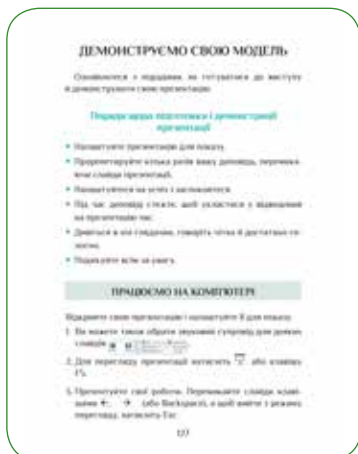 ДЕМОНСТРУЄМО СВОЮ МОДЕЛЬ
Ознайомтеся з порадами, як готуватися до виступу
й демонструвати свою презентацію.
Поради щодо підготовки і демонстрації
презентації
Налаштуйте презентацію для показу.
Прорепетируйте кілька разів вашу доповідь, перемика-
ючи слайди презентації.
Налаштуйтеся на успіх і заспокойтеся.
Під час доповіді стежте, щоб укластися у відведений
на презентацію час.
Дивіться в очі глядачам, говоріть чітко й достатньо го-
лосно.
Подякуйте всім за увагу.
ПРАЦЮЄМО НА КОМП'ЮТЕРІ
Відкрийте свою презентацію і налаштуйте її для показу.
1. Ви можете також обрати звуковий супровід для деяких
слайдів
2. Для перегляду презентації натисніть або клавішу
3. Презентуйте свої роботи. Перемикайте слайди клаві-
шами ←, → (або Backspace), а щоб вийти з режиму
перегляду, натисніть Esc.
127